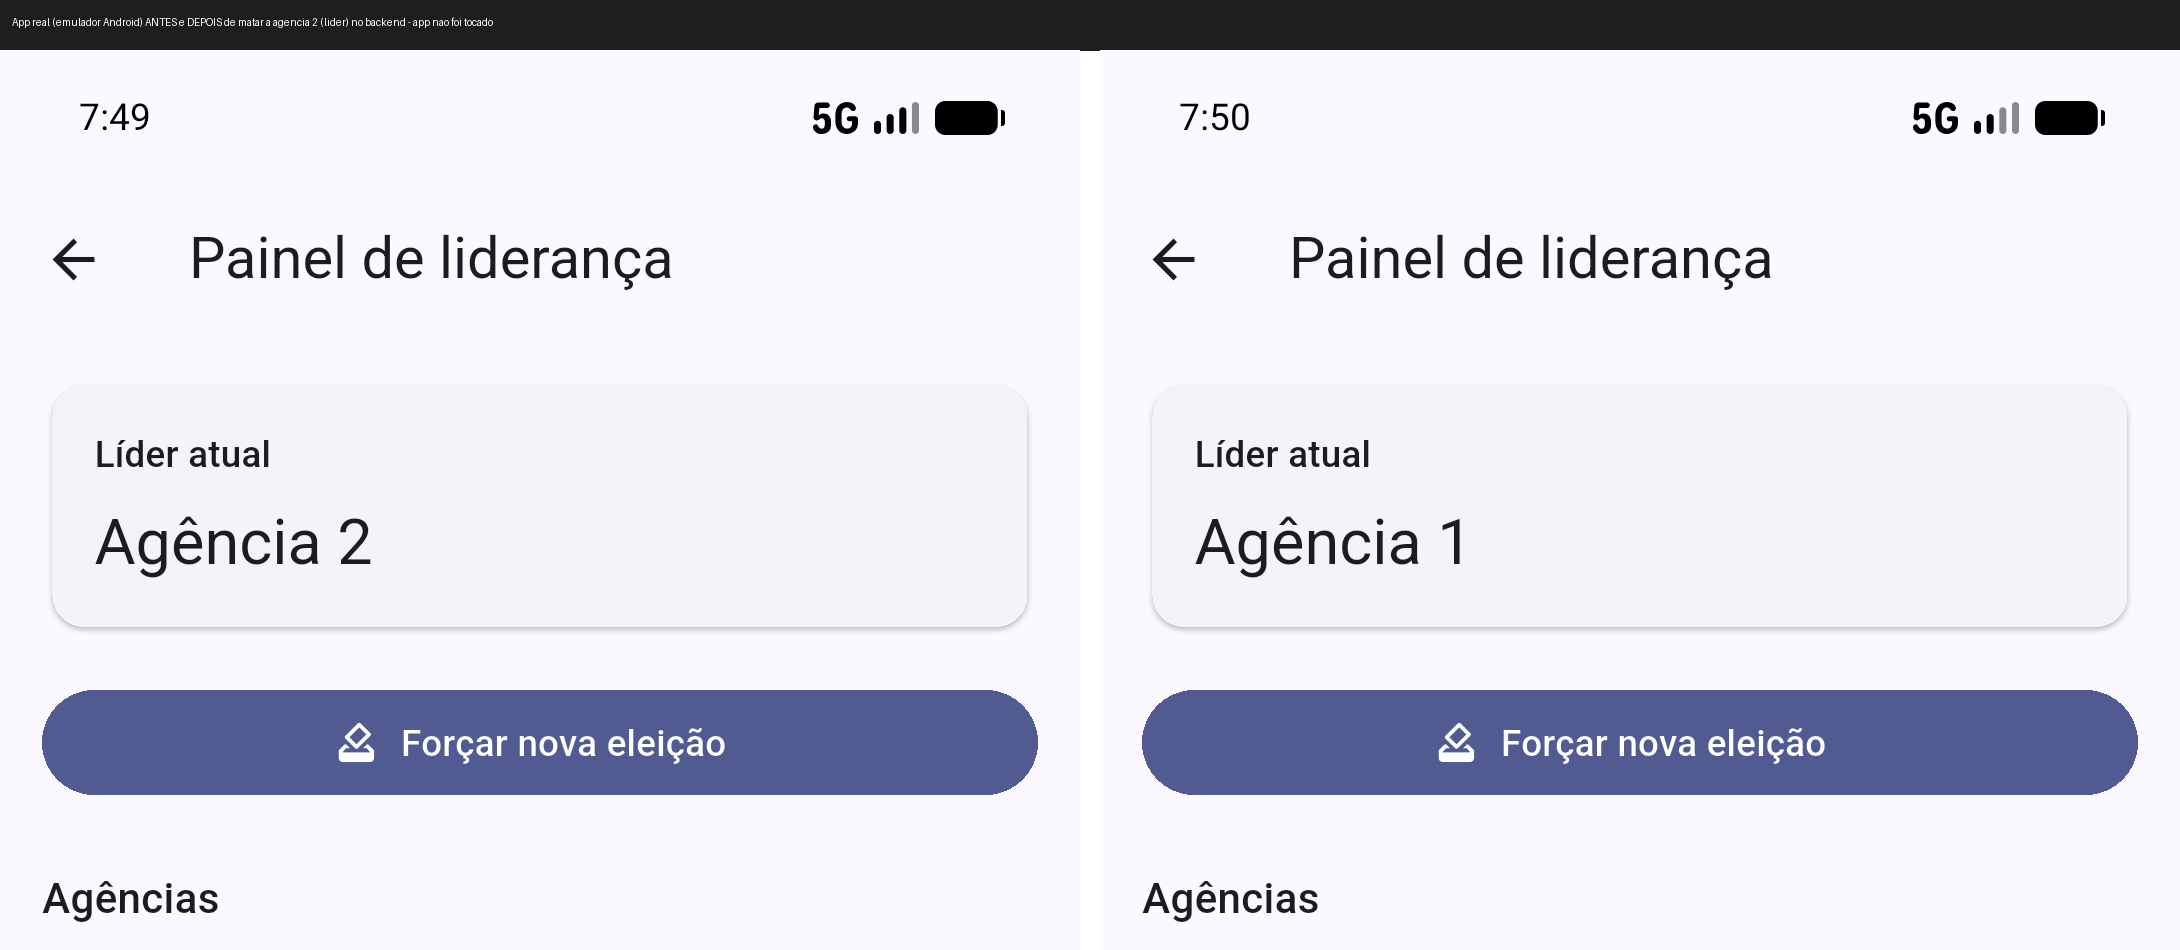 App real (emulador Android) ANTES e DEPOIS de matar a agencia 2 (lider) no backend - app nao foi tocado
7:49
5G
Painel de liderança
Líder atual
Agência 2
Forçar nova eleição
Agências
7:50
5G
Painel de liderança
Líder atual
Agência 1
Forçar nova eleição
Agências